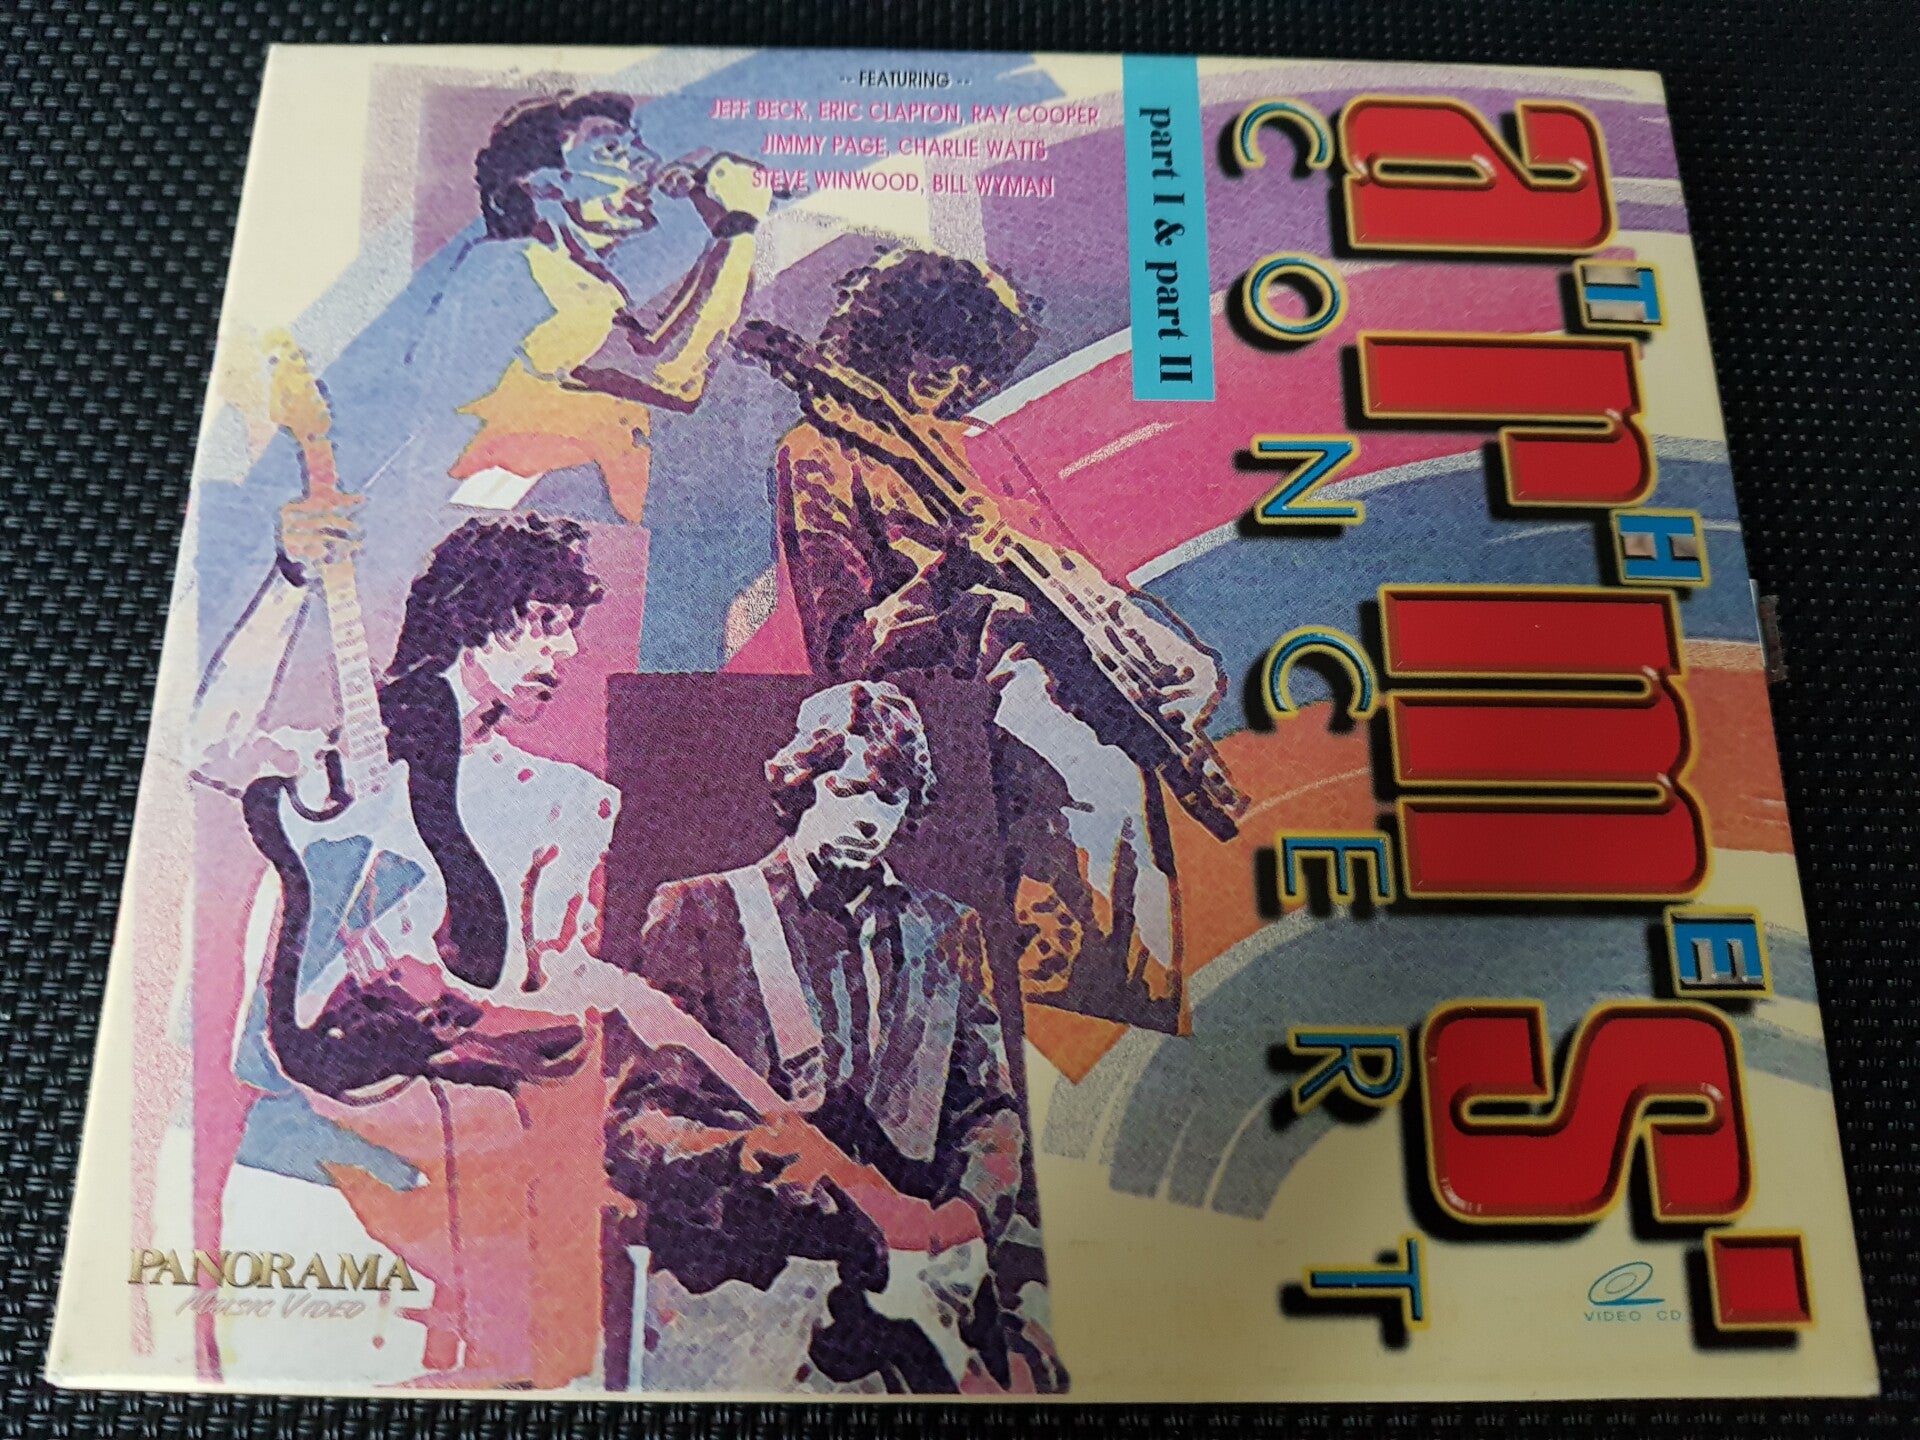 -- FEATURING --
JEFF BECK, ERIC CLAPTON, RAY COOPER
JIMMY PAGE, CHARLIE WATTS
STEVE WINWOOD, BILL WYMAN
part I & part II
THE
arms'
CONCERT
PANORAMA
MUSIC VIDEO
VIDEO CD